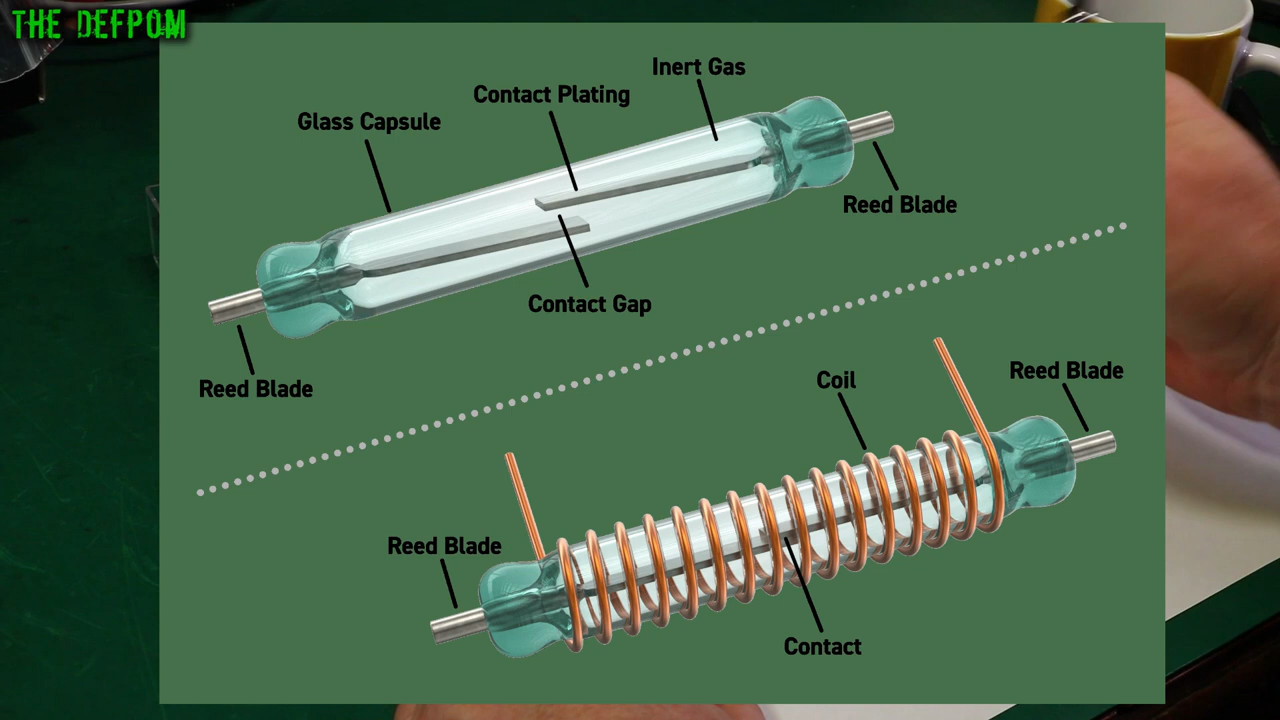 THE DEFPOM
Inert Gas
Contact Plating
Glass Capsule
Reed Blade
Contact Gap
Reed Blade
Coil
Reed Blade
Reed Blade
Contact